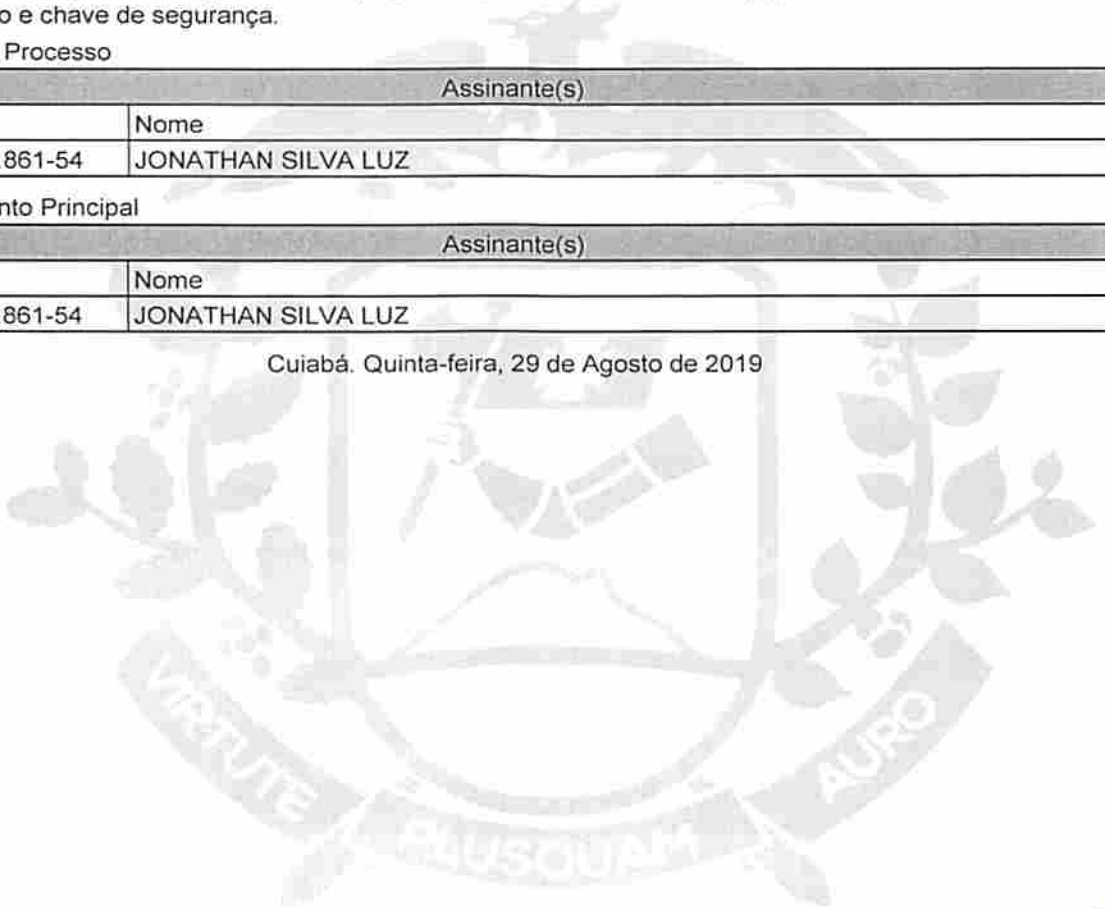 o e chave de segurança.
Processo
Assinante(s)
Nome
861-54 JONATHAN SILVA LUZ
nto Principal
Assinante(s)
Nome
861-54 JONATHAN SILVA LUZ
Cuiabá. Quinta-feira, 29 de Agosto de 2019
VIRTUTE PLUSQUAM AURO